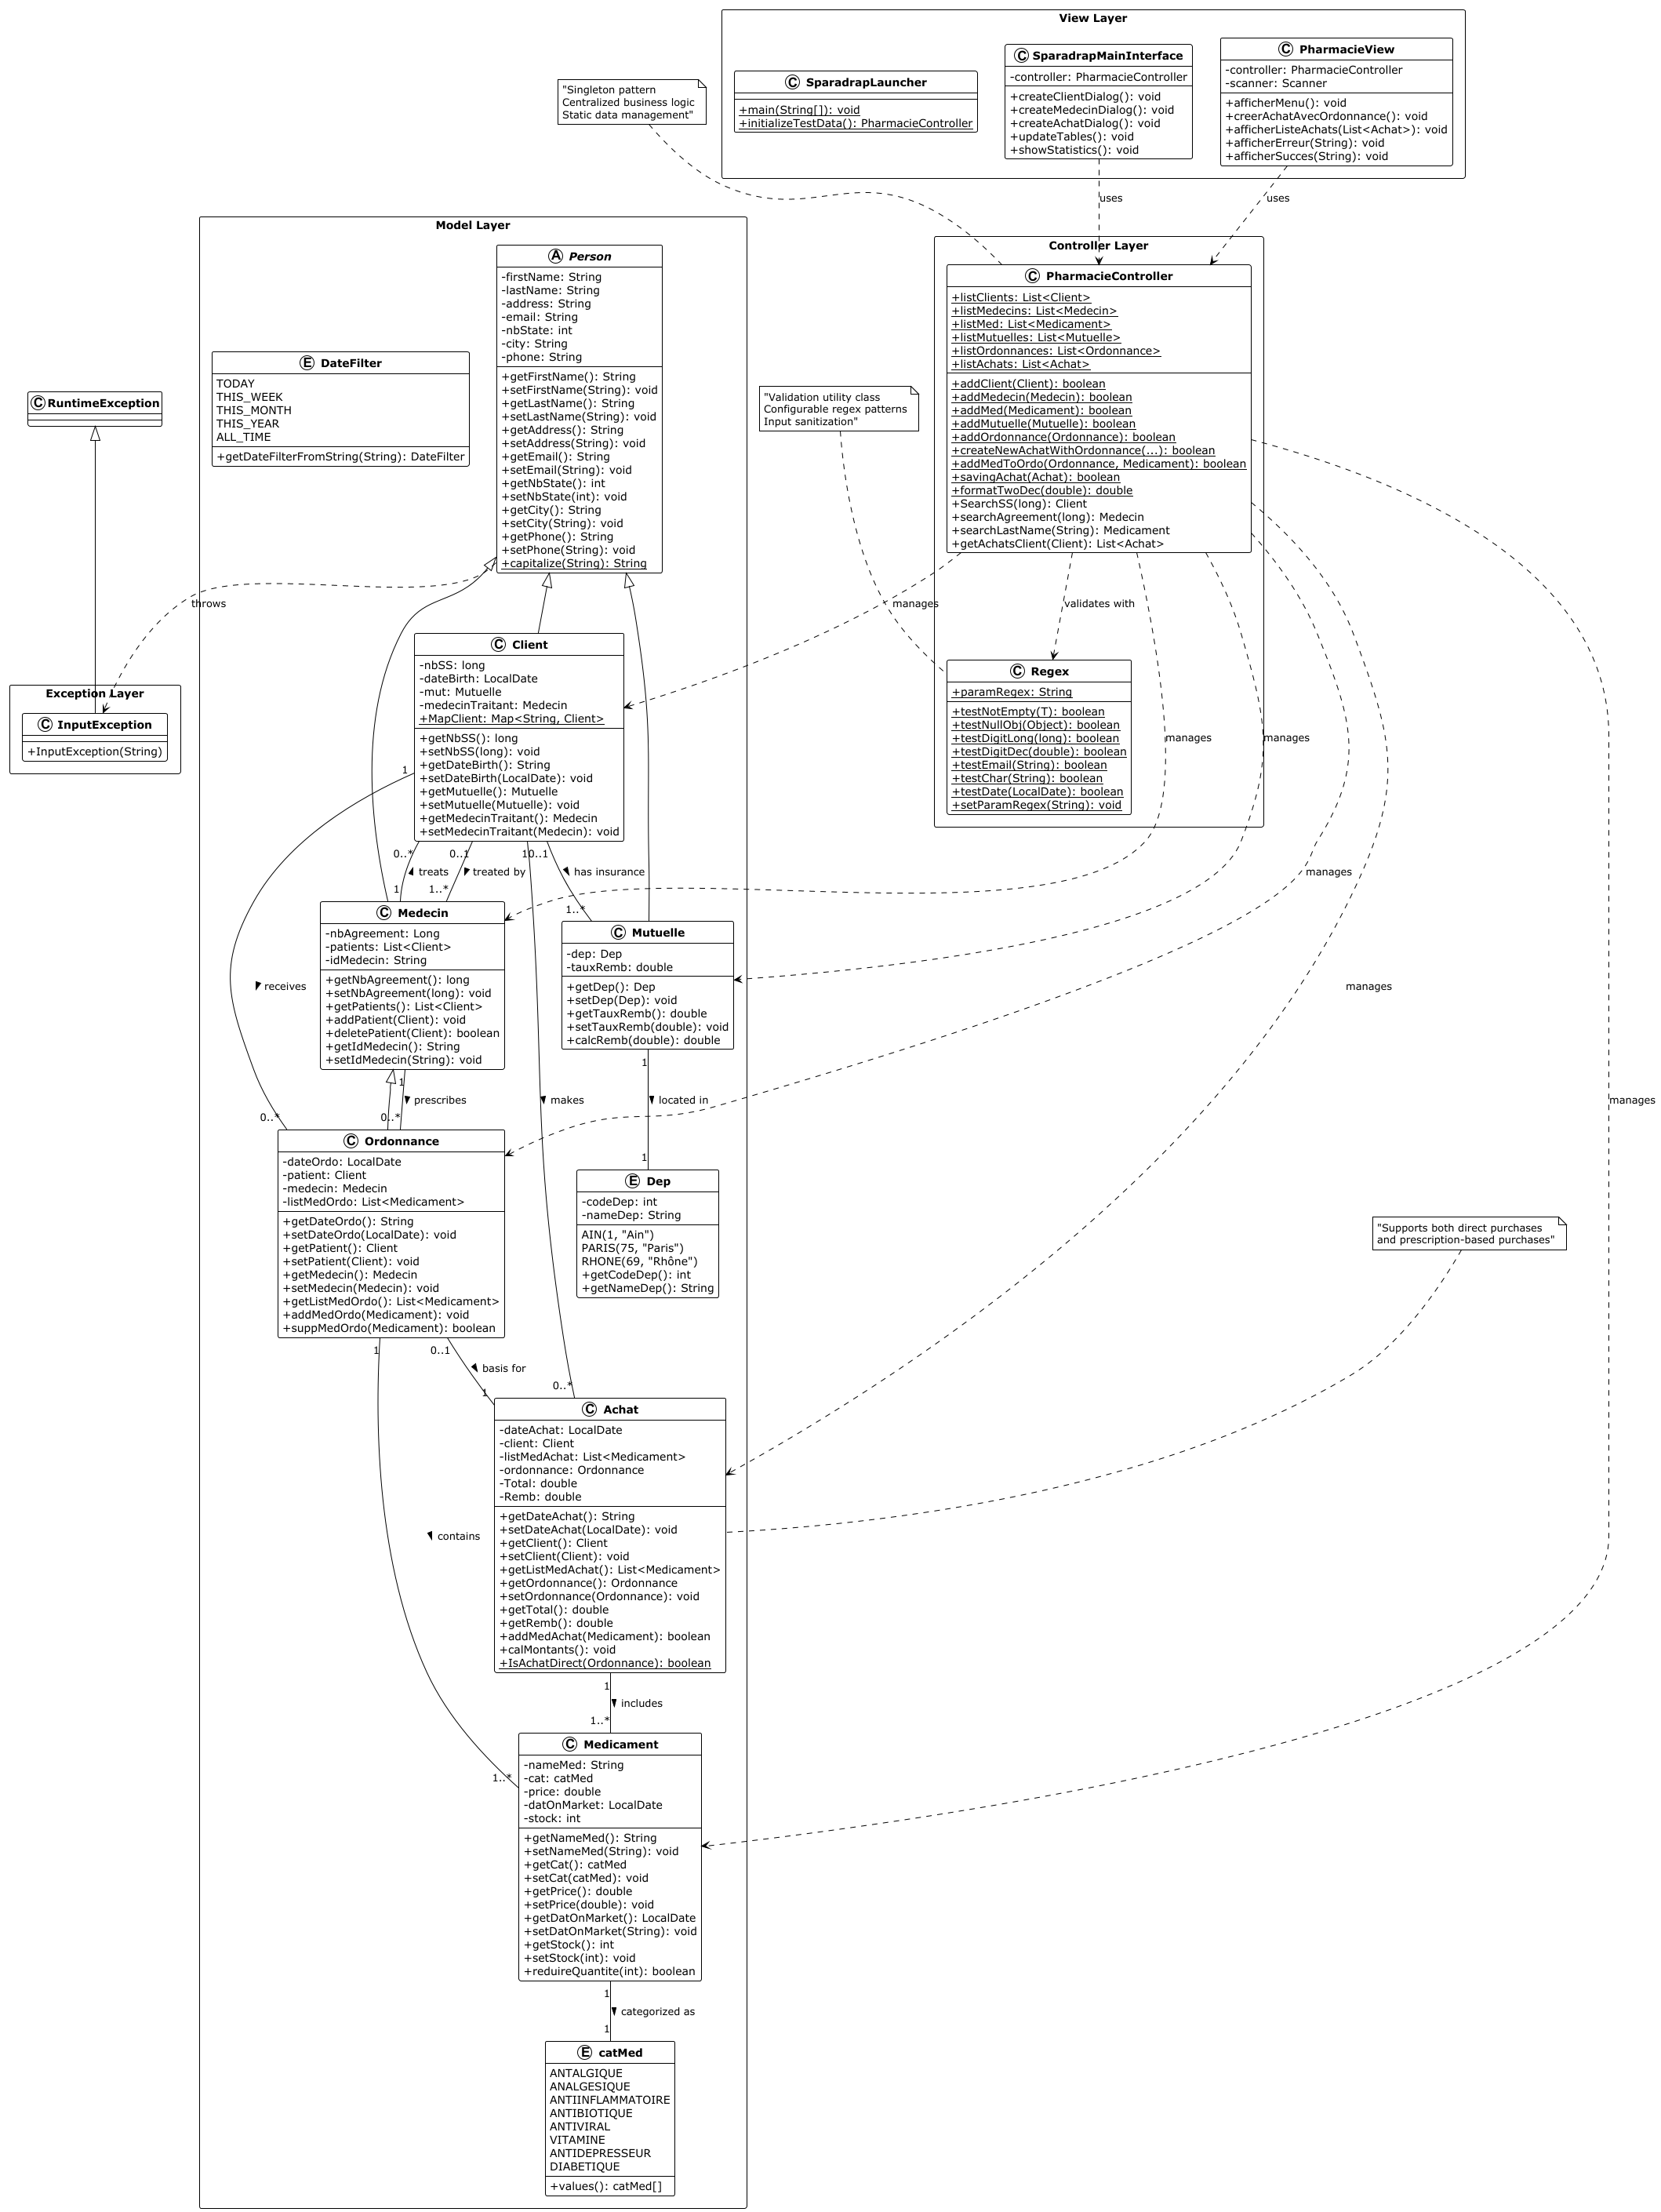 View Layer
C SparadrapLauncher
+main(String[]): void
+initializeTestData(): PharmacieController
C SparadrapMainInterface
-controller: PharmacieController
+createClientDialog(): void
+createMedecinDialog(): void
+createAchatDialog(): void
+updateTables(): void
+showStatistics(): void
C PharmacieView
-controller: PharmacieController
-scanner: Scanner
+afficherMenu(): void
+creerAchatAvecOrdonnance(): void
+afficherListeAchats(List<Achat>): void
+afficherErreur(String): void
+afficherSucces(String): void
"Singleton pattern
Centralized business logic
Static data management"
uses
uses
Model Layer
A Person
-firstName: String
-lastName: String
-address: String
-email: String
-nbState: int
-city: String
-phone: String
+getFirstName(): String
+setFirstName(String): void
+getLastName(): String
+setLastName(String): void
+getAddress(): String
+setAddress(String): void
+getEmail(): String
+setEmail(String): void
+getNbState(): int
+setNbState(int): void
+getCity(): String
+setCity(String): void
+getPhone(): String
+setPhone(String): void
+capitalize(String): String
E DateFilter
TODAY
THIS_WEEK
THIS_MONTH
THIS_YEAR
ALL_TIME
+getDateFilterFromString(String): DateFilter
C RuntimeException
Controller Layer
C PharmacieController
+listClients: List<Client>
+listMedecins: List<Medecin>
+listMed: List<Medicament>
+listMutuelles: List<Mutuelle>
+listOrdonnances: List<Ordonnance>
+listAchats: List<Achat>
+addClient(Client): boolean
+addMedecin(Medecin): boolean
+addMed(Medicament): boolean
+addMutuelle(Mutuelle): boolean
+addOrdonnance(Ordonnance): boolean
+createNewAchatWithOrdonnance(...): boolean
+addMedToOrdo(Ordonnance, Medicament): boolean
+savingAchat(Achat): boolean
+formatTwoDec(double): double
+SearchSS(long): Client
+searchAgreement(long): Medecin
+searchLastName(String): Medicament
+getAchatsClient(Client): List<Achat>
"Validation utility class
Configurable regex patterns
Input sanitization"
throws
manages
validates with
Exception Layer
C InputException
+InputException(String)
C Client
-nbSS: long
-dateBirth: LocalDate
-mut: Mutuelle
-medecinTraitant: Medecin
+MapClient: Map<String, Client>
+getNbSS(): long
+setNbSS(long): void
+getDateBirth(): String
+setDateBirth(LocalDate): void
+getMutuelle(): Mutuelle
+setMutuelle(Mutuelle): void
+getMedecinTraitant(): Medecin
+setMedecinTraitant(Medecin): void
C Regex
+paramRegex: String
+testNotEmpty(T): boolean
+testNullObj(Object): boolean
+testDigitLong(long): boolean
+testDigitDec(double): boolean
+testEmail(String): boolean
+testChar(String): boolean
+testDate(LocalDate): boolean
+setParamRegex(String): void
manages
manages
1
0..*
0..1
1
0..1
treats
treated by
has insurance
manages
1
1..*
1..*
C Medecin
-nbAgreement: Long
-patients: List<Client>
-idMedecin: String
+getNbAgreement(): long
+setNbAgreement(long): void
+getPatients(): List<Client>
+addPatient(Client): void
+deletePatient(Client): boolean
+getIdMedecin(): String
+setIdMedecin(String): void
C Mutuelle
-dep: Dep
-tauxRemb: double
+getDep(): Dep
+setDep(Dep): void
+getTauxRemb(): double
+setTauxRemb(double): void
+calcRemb(double): double
receives
manages
1
1
prescribes
makes
located in
manages
0..*
0..*
1
C Ordonnance
-dateOrdo: LocalDate
-patient: Client
-medecin: Medecin
-listMedOrdo: List<Medicament>
+getDateOrdo(): String
+setDateOrdo(LocalDate): void
+getPatient(): Client
+setPatient(Client): void
+getMedecin(): Medecin
+setMedecin(Medecin): void
+getListMedOrdo(): List<Medicament>
+addMedOrdo(Medicament): void
+suppMedOrdo(Medicament): boolean
E Dep
-codeDep: int
-nameDep: String
AIN(1, "Ain")
PARIS(75, "Paris")
RHONE(69, "Rhône")
+getCodeDep(): int
+getNameDep(): String
"Supports both direct purchases
and prescription-based purchases"
1
0..1
basis for
1
0..*
C Achat
-dateAchat: LocalDate
-client: Client
-listMedAchat: List<Medicament>
-ordonnance: Ordonnance
-Total: double
-Remb: double
+getDateAchat(): String
+setDateAchat(LocalDate): void
+getClient(): Client
+setClient(Client): void
+getListMedAchat(): List<Medicament>
+getOrdonnance(): Ordonnance
+setOrdonnance(Ordonnance): void
+getTotal(): double
+getRemb(): double
+addMedAchat(Medicament): boolean
+calMontants(): void
+IsAchatDirect(Ordonnance): boolean
contains
1
includes
1..*
1..*
C Medicament
-nameMed: String
-cat: catMed
-price: double
-datOnMarket: LocalDate
-stock: int
+getNameMed(): String
+setNameMed(String): void
+getCat(): catMed
+setCat(catMed): void
+getPrice(): double
+setPrice(double): void
+getDatOnMarket(): LocalDate
+setDatOnMarket(String): void
+getStock(): int
+setStock(int): void
+reduireQuantite(int): boolean
1
categorized as
1
E catMed
ANTALGIQUE
ANALGESIQUE
ANTIINFLAMMATOIRE
ANTIBIOTIQUE
ANTIVIRAL
VITAMINE
ANTIDEPRESSEUR
DIABETIQUE
+values(): catMed[]